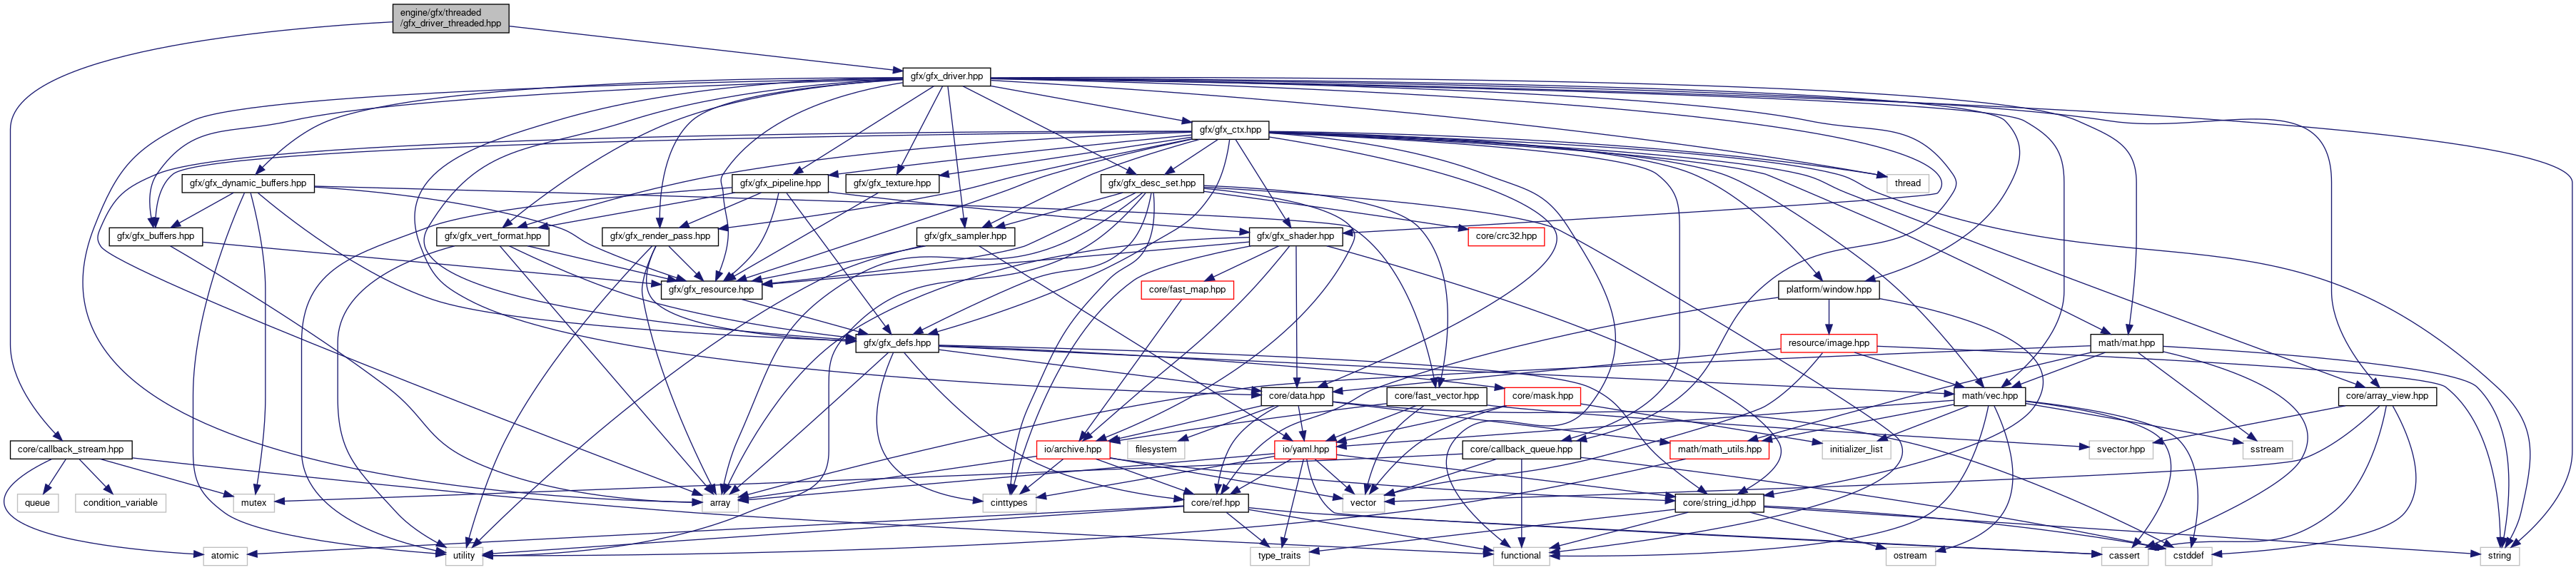 engine/gfx/threaded
/gfx_driver_threaded.hpp
gfx/gfx_driver.hpp
gfx/gfx_ctx.hpp
gfx/gfx_dynamic_buffers.hpp
gfx/gfx_pipeline.hpp
gfx/gfx_texture.hpp
gfx/gfx_desc_set.hpp
thread
gfx/gfx_buffers.hpp
gfx/gfx_vert_format.hpp
gfx/gfx_render_pass.hpp
gfx/gfx_sampler.hpp
gfx/gfx_shader.hpp
core/crc32.hpp
gfx/gfx_resource.hpp
core/fast_map.hpp
platform/window.hpp
gfx/gfx_defs.hpp
resource/image.hpp
math/mat.hpp
core/data.hpp
core/fast_vector.hpp
core/mask.hpp
math/vec.hpp
core/array_view.hpp
core/callback_stream.hpp
io/archive.hpp
filesystem
io/yaml.hpp
core/callback_queue.hpp
math/math_utils.hpp
initializer_list
svector.hpp
sstream
queue
condition_variable
mutex
array
cinttypes
core/ref.hpp
vector
core/string_id.hpp
atomic
utility
type_traits
functional
ostream
cassert
cstddef
string